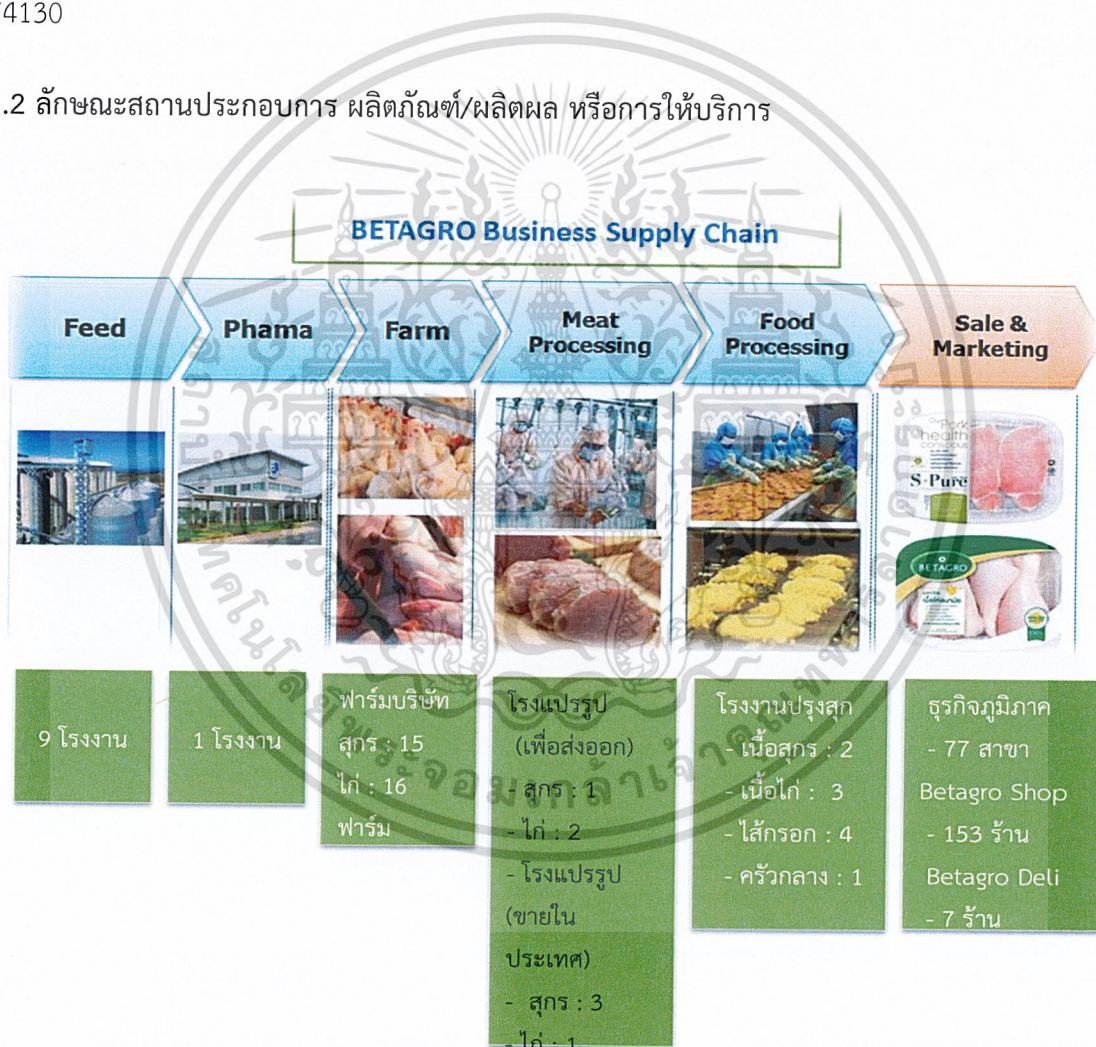 74130
.2 ลักษณะสถานประกอบการ ผลิตภัณฑ์/ผลิตผล หรือการให้บริการ
BETAGRO Business Supply Chain
Feed
Phama
Farm
Meat
Processing
Food
Processing
Sale &
Marketing
Pork
health
conscious
S-Pure
BETAGRO
9 โรงงาน
1 โรงงาน
ฟาร์มบริษัท
สุกร : 15
ไก่ : 16
ฟาร์ม
โรงแปรรูป
(เพื่อส่งออก)
- สุกร : 1
- ไก่ : 2
- โรงแปรรูป
(ขายใน
ประเทศ)
- สุกร : 3
- ไก่ : 1
โรงงานปรุงสุก
- เนื้อสุกร : 2
- เนื้อไก่ : 3
- ไส้กรอก : 4
- ครัวกลาง : 1
ธุรกิจภูมิภาค
- 77 สาขา
Betagro Shop
- 153 ร้าน
Betagro Deli
- 7 ร้าน